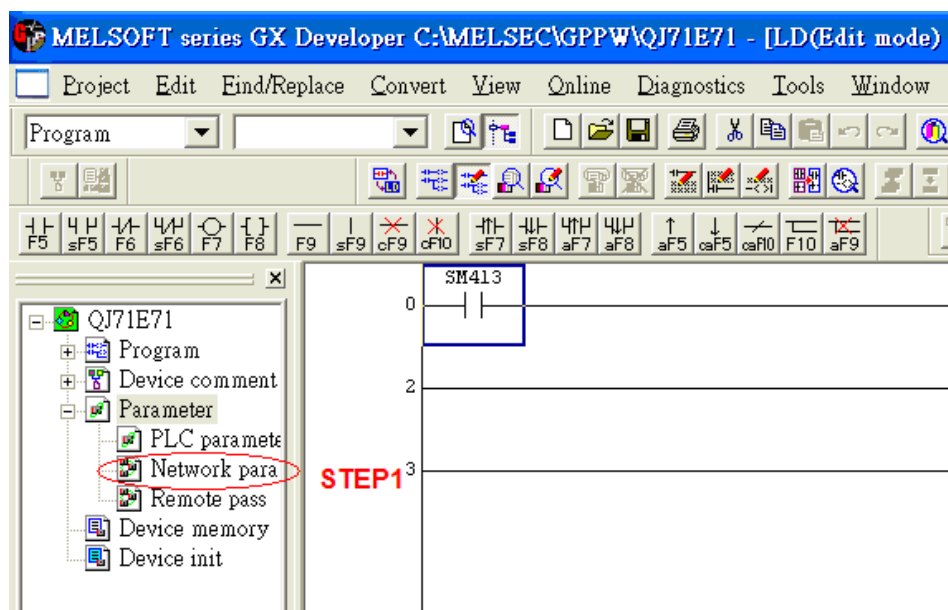 MELSOFT series GX Developer C:\MELSEC\GPPW\QJ71E71 - [LD(Edit mode)
Project Edit Find/Replace Convert View Online Diagnostics Tools Window
Program
F5 sF5 F6 sF6 F7 F8 F9 sF9 cF9 cF10 sF7 sF8 aF7 aF8 aF5 caF5 caF10 F10 aF9
SM413
0
QJ71E71
Program
Device comment
2
Parameter
PLC paramete
Network para
STEP1
3
Remote pass
Device memory
Device init